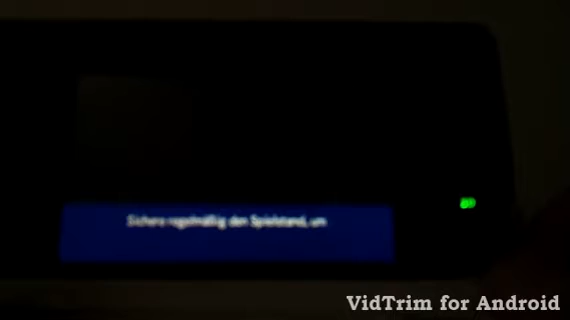 Sichere regelmäßig den Spielstand, um
VidTrim for Android